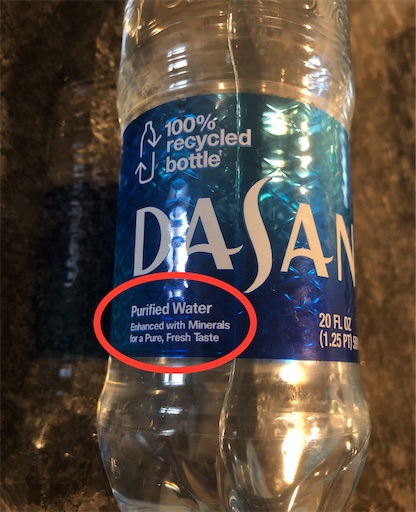 100%
recycled
bottle†
DASAN
Purified Water
Enhanced with Minerals
for a Pure, Fresh Taste
20 FL OZ
(1.25 PT)